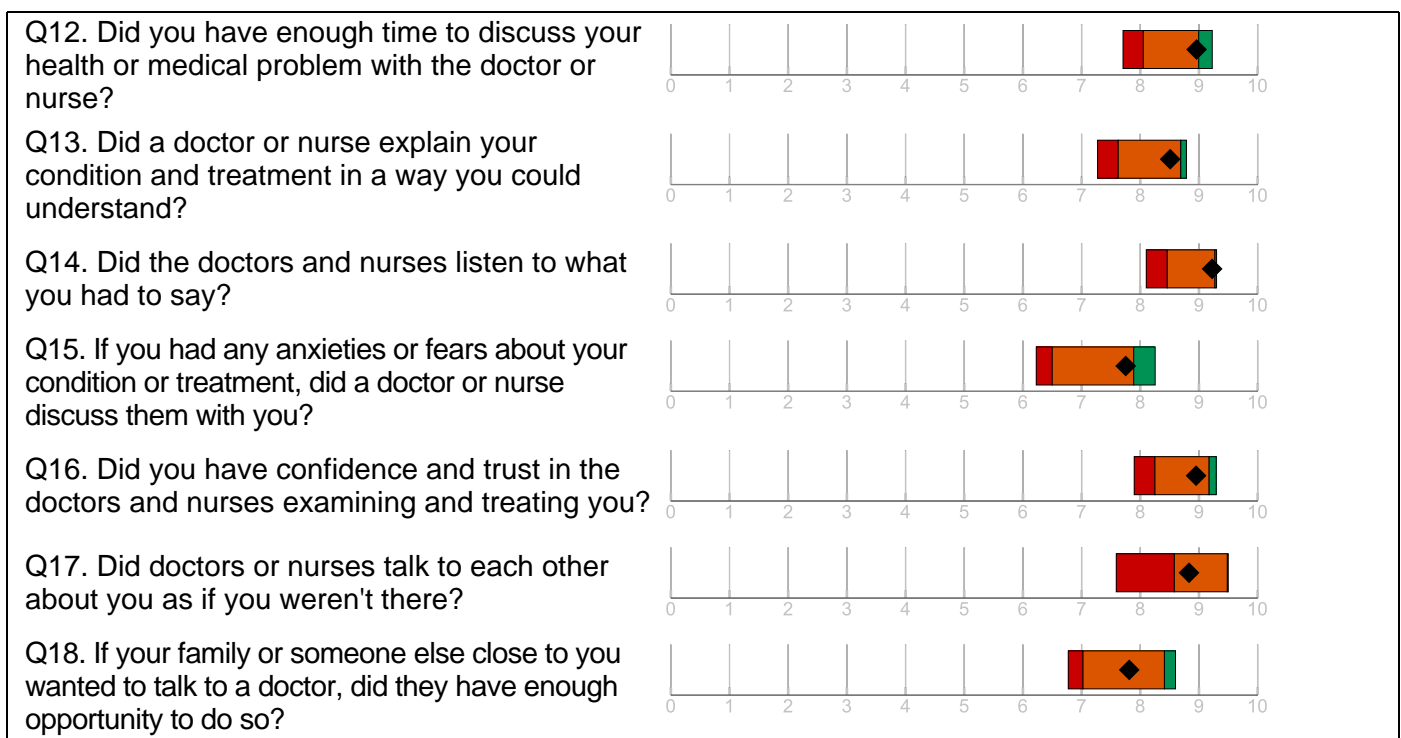 Q12. Did you have enough time to discuss your
health or medical problem with the doctor or
nurse?
0 1 2 3 4 5 6 7 8 9 10
Q13. Did a doctor or nurse explain your
condition and treatment in a way you could
understand?
0 1 2 3 4 5 6 7 8 9 10
Q14. Did the doctors and nurses listen to what
you had to say?
0 1 2 3 4 5 6 7 8 9 10
Q15. If you had any anxieties or fears about your
condition or treatment, did a doctor or nurse
discuss them with you?
0 1 2 3 4 5 6 7 8 9 10
Q16. Did you have confidence and trust in the
doctors and nurses examining and treating you?
0 1 2 3 4 5 6 7 8 9 10
Q17. Did doctors or nurses talk to each other
about you as if you weren't there?
0 1 2 3 4 5 6 7 8 9 10
Q18. If your family or someone else close to you
wanted to talk to a doctor, did they have enough
opportunity to do so?
0 1 2 3 4 5 6 7 8 9 10